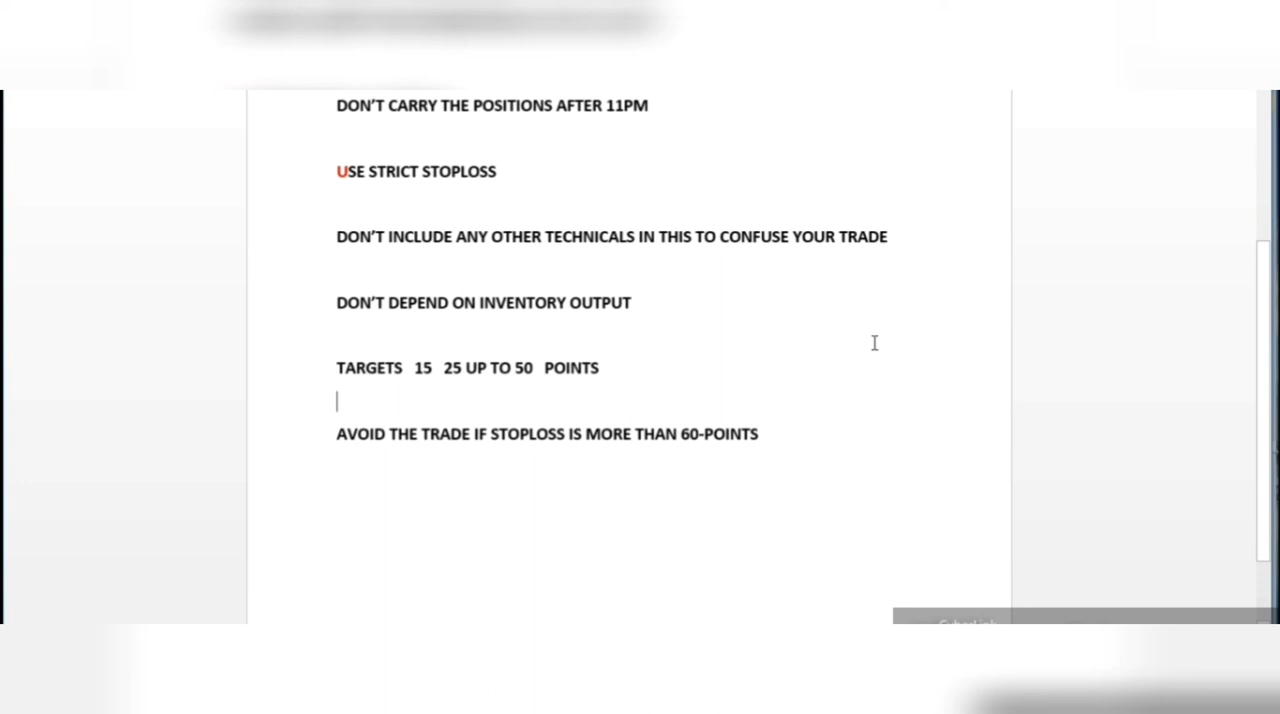 DON'T CARRY THE POSITIONS AFTER 11PM
USE STRICT STOPLOSS
DON'T INCLUDE ANY OTHER TECHNICALS IN THIS TO CONFUSE YOUR TRADE
DON'T DEPEND ON INVENTORY OUTPUT
TARGETS 15 25 UP TO 50 POINTS
AVOID THE TRADE IF STOPLOSS IS MORE THAN 60-POINTS